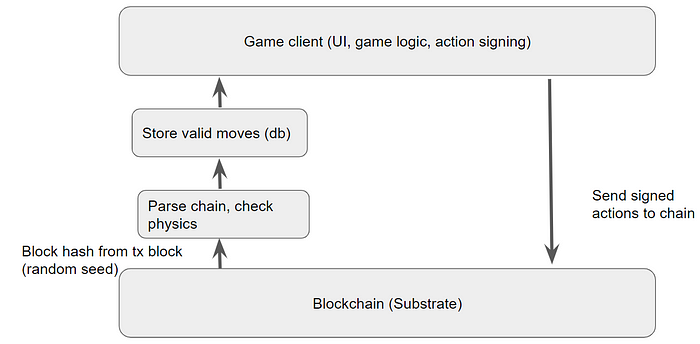 Game client (UI, game logic, action signing)
Store valid moves (db)
Parse chain, check
physics
Send signed
actions to chain
Block hash from tx block
(random seed)
Blockchain (Substrate)